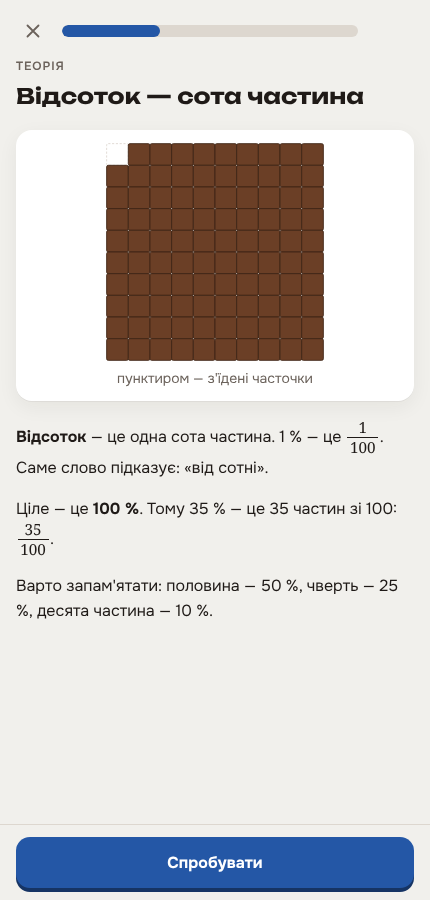 ТЕОРІЯ
Відсоток — сота частина
пунктиром — з'їдені часточки
Відсоток — це одна сота частина. 1 % — це 1/100.
Саме слово підказує: «від сотні».
Ціле — це 100 %. Тому 35 % — це 35 частин зі 100:
35/100.
Варто запам'ятати: половина — 50 %, чверть — 25
%, десята частина — 10 %.
Спробувати